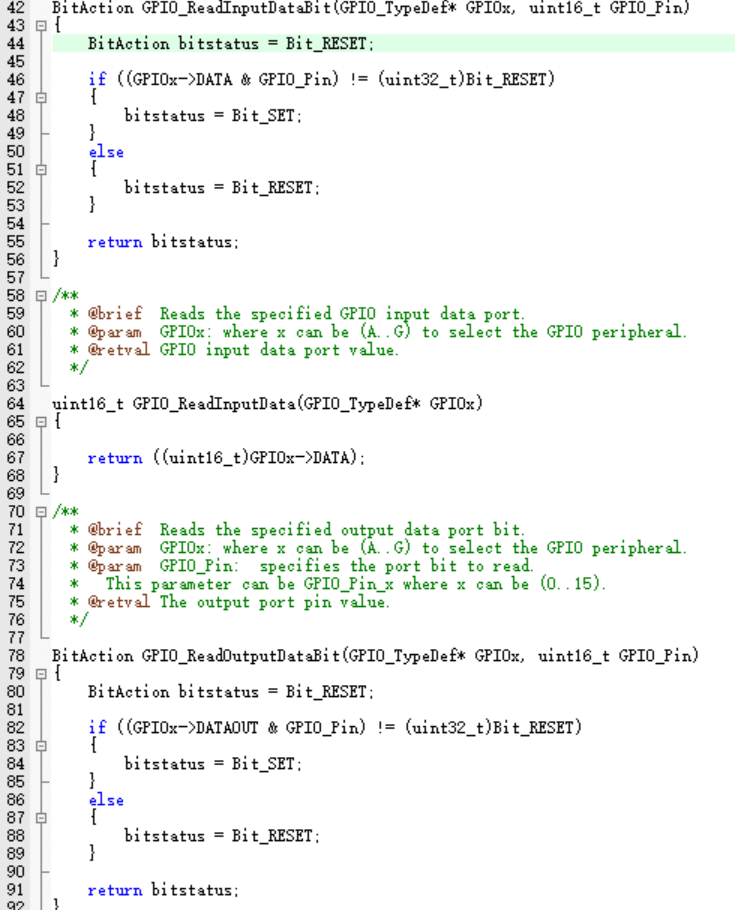 42 BitAction GPIO_ReadInputDataBit(GPIO_TypeDef* GPIOx, uint16_t GPIO_Pin)
43 {
44 BitAction bitstatus = Bit_RESET;
45
46 if ((GPIOx->DATA & GPIO_Pin) != (uint32_t)Bit_RESET)
47 {
48 bitstatus = Bit_SET;
49 }
50 else
51 {
52 bitstatus = Bit_RESET;
53 }
54
55 return bitstatus;
56 }
57
58 /**
59 * @brief Reads the specified GPIO input data port.
60 * @param GPIOx: where x can be (A..G) to select the GPIO peripheral.
61 * @retval GPIO input data port value.
62 */
63
64 uint16_t GPIO_ReadInputData(GPIO_TypeDef* GPIOx)
65 {
66
67 return ((uint16_t)GPIOx->DATA);
68 }
69
70 /**
71 * @brief Reads the specified output data port bit.
72 * @param GPIOx: where x can be (A..G) to select the GPIO peripheral.
73 * @param GPIO_Pin: specifies the port bit to read.
74 * This parameter can be GPIO_Pin_x where x can be (0..15).
75 * @retval The output port pin value.
76 */
77
78 BitAction GPIO_ReadOutputDataBit(GPIO_TypeDef* GPIOx, uint16_t GPIO_Pin)
79 {
80 BitAction bitstatus = Bit_RESET;
81
82 if ((GPIOx->DATAOUT & GPIO_Pin) != (uint32_t)Bit_RESET)
83 {
84 bitstatus = Bit_SET;
85 }
86 else
87 {
88 bitstatus = Bit_RESET;
89 }
90
91 return bitstatus;
92 }